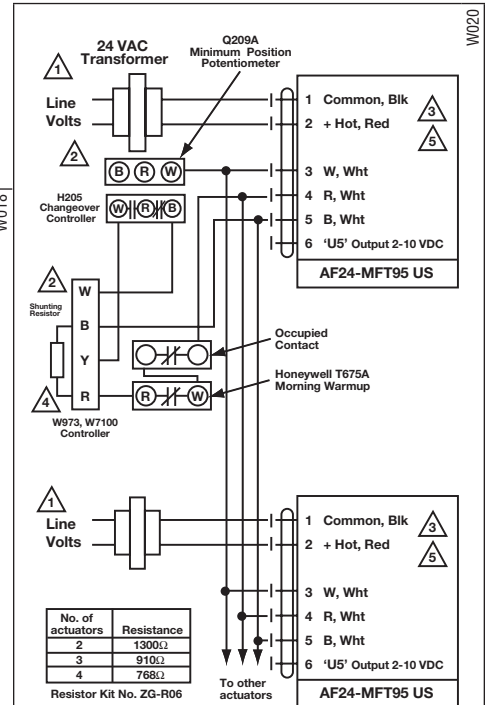 W020
W018
24 VAC
Transformer
Q209A
Minimum Position
Potentiometer
1
Line
Volts
1 Common, Blk
2 + Hot, Red
3
5
2
B R W
3 W, Wht
4 R, Wht
5 B, Wht
6 'U5' Output 2-10 VDC
AF24-MFT95 US
H205
Changeover
Controller
W R B
2
Shunting
Resistor
W
B
Y
R
4
W973, W7100
Controller
Occupied
Contact
Honeywell T675A
Morning Warmup
R W
1
Line
Volts
1 Common, Blk
2 + Hot, Red
3
5
3 W, Wht
4 R, Wht
5 B, Wht
6 'U5' Output 2-10 VDC
AF24-MFT95 US
No. of
actuators Resistance
2 1300Ω
3 910Ω
4 768Ω
Resistor Kit No. ZG-R06
To other
actuators